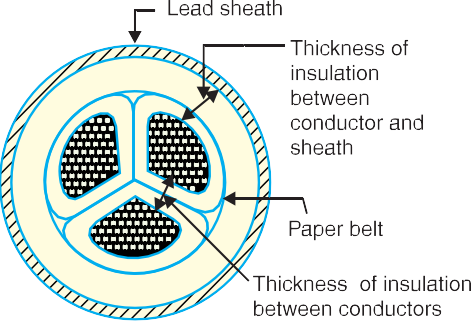 Lead sheath
Thickness of
insulation
between
conductor and
sheath
Paper belt
Thickness of insulation
between conductors